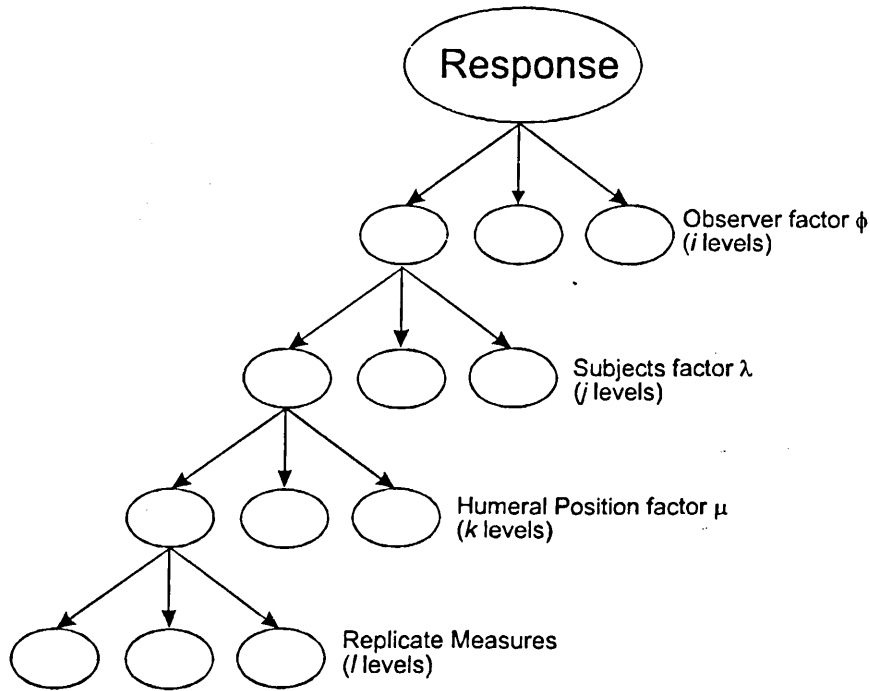 Response
Observer factor ϕ
(i levels)
Subjects factor λ
(j levels)
Humeral Position factor μ
(k levels)
Replicate Measures
(l levels)